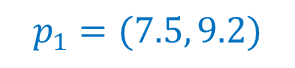 p₁ = (7.5, 9.2)